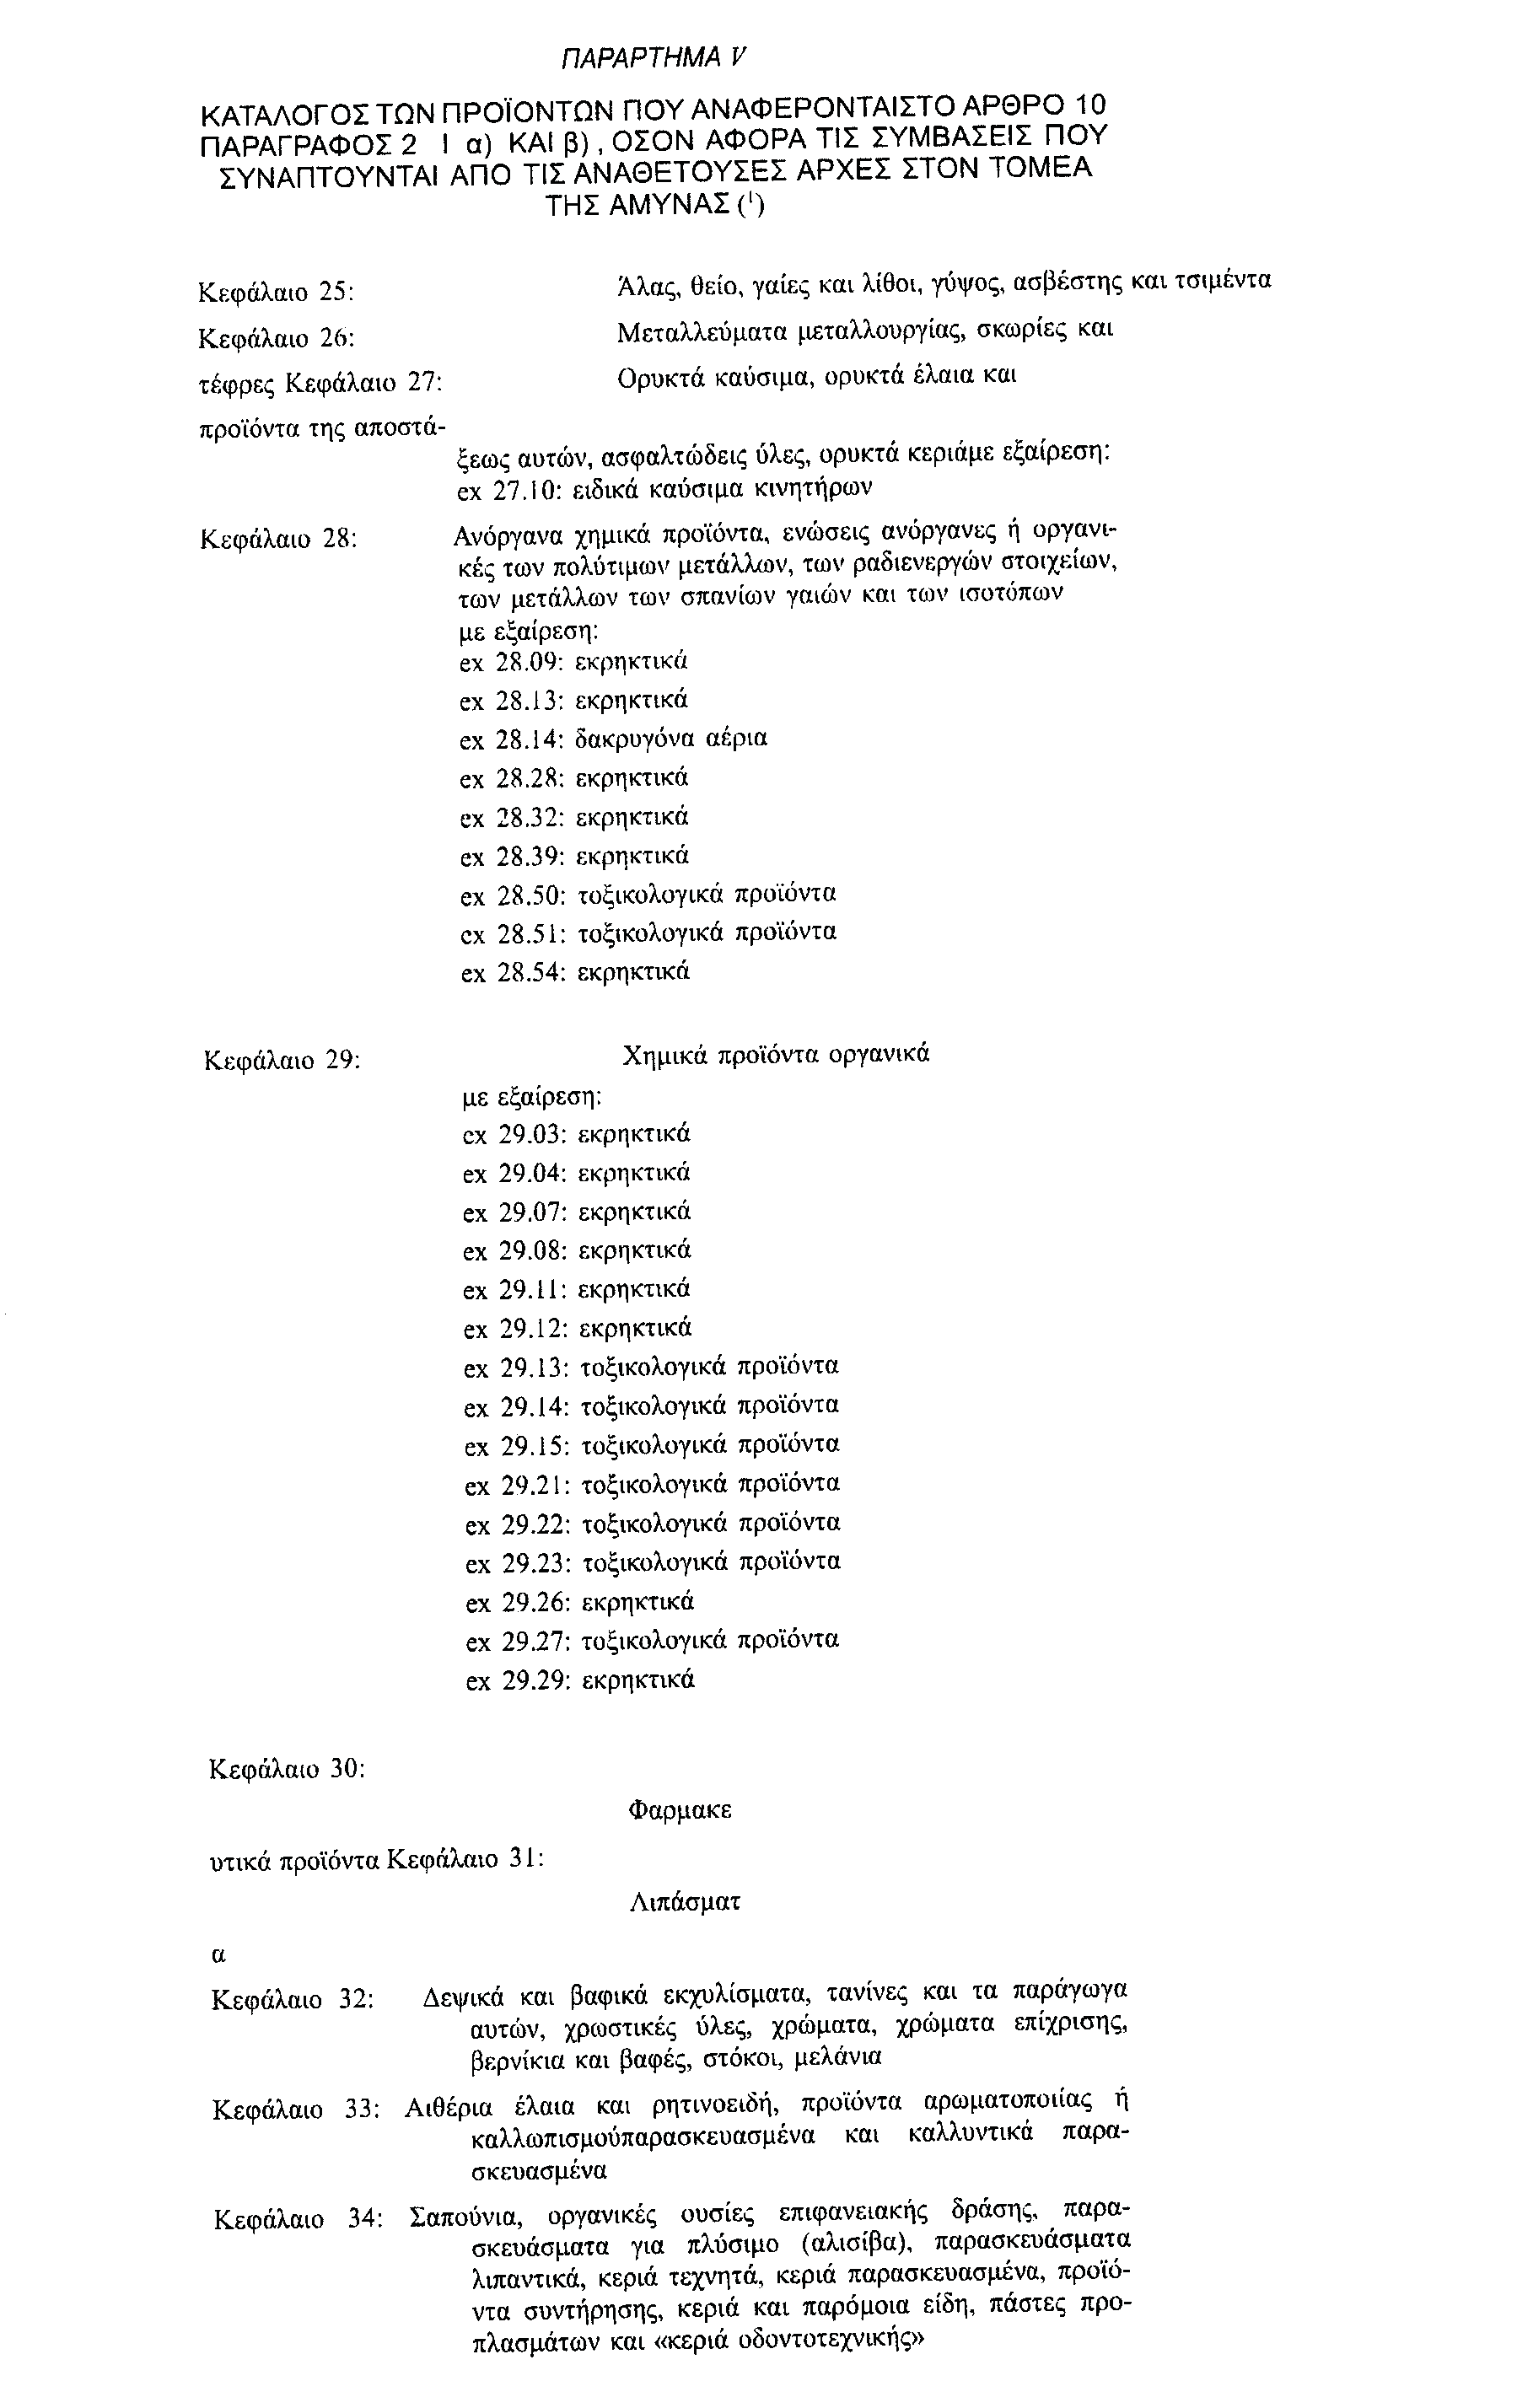 ΠΑΡΑΡΤΗΜΑ V
ΚΑΤΑΛΟΓΟΣ ΤΩΝ ΠΡΟΪΟΝΤΩΝ ΠΟΥ ΑΝΑΦΕΡΟΝΤΑΙΣΤΟ ΑΡΘΡΟ 10
ΠΑΡΑΓΡΑΦΟΣ 2 Ι α) ΚΑΙ β), ΟΣΟΝ ΑΦΟΡΑ ΤΙΣ ΣΥΜΒΑΣΕΙΣ ΠΟΥ
ΣΥΝΑΠΤΟΥΝΤΑΙ ΑΠΟ ΤΙΣ ΑΝΑΘΕΤΟΥΣΕΣ ΑΡΧΕΣ ΣΤΟΝ ΤΟΜΕΑ
ΤΗΣ ΑΜΥΝΑΣ (¹)
Κεφάλαιο 25: Άλας, θείο, γαίες και λίθοι, γύψος, ασβέστης και τσιμέντα
Κεφάλαιο 26: Μεταλλεύματα μεταλλουργίας, σκωρίες και
τέφρες Κεφάλαιο 27: Ορυκτά καύσιμα, ορυκτά έλαια και
προϊόντα της αποστά-
ξεως αυτών, ασφαλτώδεις ύλες, ορυκτά κεριάμε εξαίρεση:
ex 27.10: ειδικά καύσιμα κινητήρων
Κεφάλαιο 28: Ανόργανα χημικά προϊόντα, ενώσεις ανόργανες ή οργανι-
κές των πολύτιμων μετάλλων, των ραδιενεργών στοιχείων,
των μετάλλων των σπανίων γαιών και των ισοτόπων
με εξαίρεση:
ex 28.09: εκρηκτικά
ex 28.13: εκρηκτικά
ex 28.14: δακρυγόνα αέρια
ex 28.28: εκρηκτικά
ex 28.32: εκρηκτικά
ex 28.39: εκρηκτικά
ex 28.50: τοξικολογικά προϊόντα
ex 28.51: τοξικολογικά προϊόντα
ex 28.54: εκρηκτικά
Κεφάλαιο 29: Χημικά προϊόντα οργανικά
με εξαίρεση:
ex 29.03: εκρηκτικά
ex 29.04: εκρηκτικά
ex 29.07: εκρηκτικά
ex 29.08: εκρηκτικά
ex 29.11: εκρηκτικά
ex 29.12: εκρηκτικά
ex 29.13: τοξικολογικά προϊόντα
ex 29.14: τοξικολογικά προϊόντα
ex 29.15: τοξικολογικά προϊόντα
ex 29.21: τοξικολογικά προϊόντα
ex 29.22: τοξικολογικά προϊόντα
ex 29.23: τοξικολογικά προϊόντα
ex 29.26: εκρηκτικά
ex 29.27: τοξικολογικά προϊόντα
ex 29.29: εκρηκτικά
Κεφάλαιο 30:
Φαρμακε
υτικά προϊόντα Κεφάλαιο 31:
Λιπάσματ
α
Κεφάλαιο 32: Δεψικά και βαφικά εκχυλίσματα, τανίνες και τα παράγωγα
αυτών, χρωστικές ύλες, χρώματα, χρώματα επίχρισης,
βερνίκια και βαφές, στόκοι, μελάνια
Κεφάλαιο 33: Αιθέρια έλαια και ρητινοειδή, προϊόντα αρωματοποιίας ή
καλλωπισμούπαρασκευασμένα και καλλυντικά παρα-
σκευασμένα
Κεφάλαιο 34: Σαπούνια, οργανικές ουσίες επιφανειακής δράσης, παρα-
σκευάσματα για πλύσιμο (αλισίβα), παρασκευάσματα
λιπαντικά, κεριά τεχνητά, κεριά παρασκευασμένα, προϊό-
ντα συντήρησης, κεριά και παρόμοια είδη, πάστες προ-
πλασμάτων και «κεριά οδοντοτεχνικής»